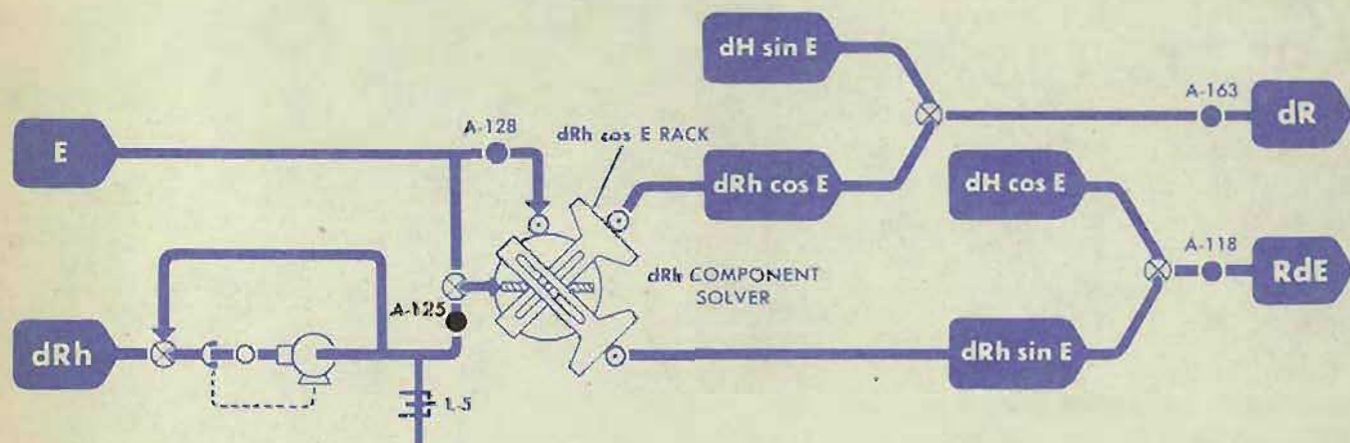 dH sin E
A-163
dR
A-128
dRh cos E RACK
E
dRh cos E
dH cos E
A-118
RdE
dRh COMPONENT
SOLVER
A-125
dRh
dRh sin E
L-5